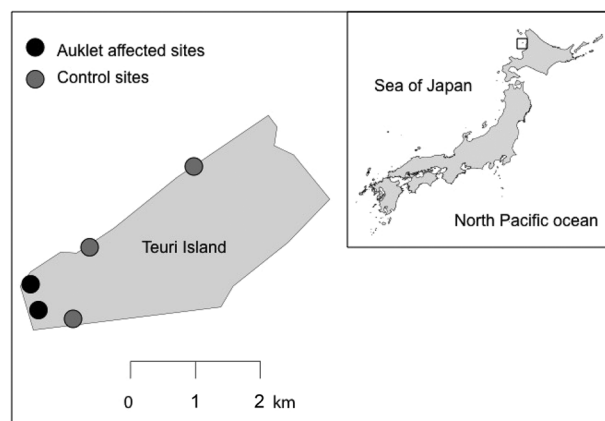 Auklet affected sites
Control sites
Teuri Island
0 1 2 km
Sea of Japan
North Pacific ocean